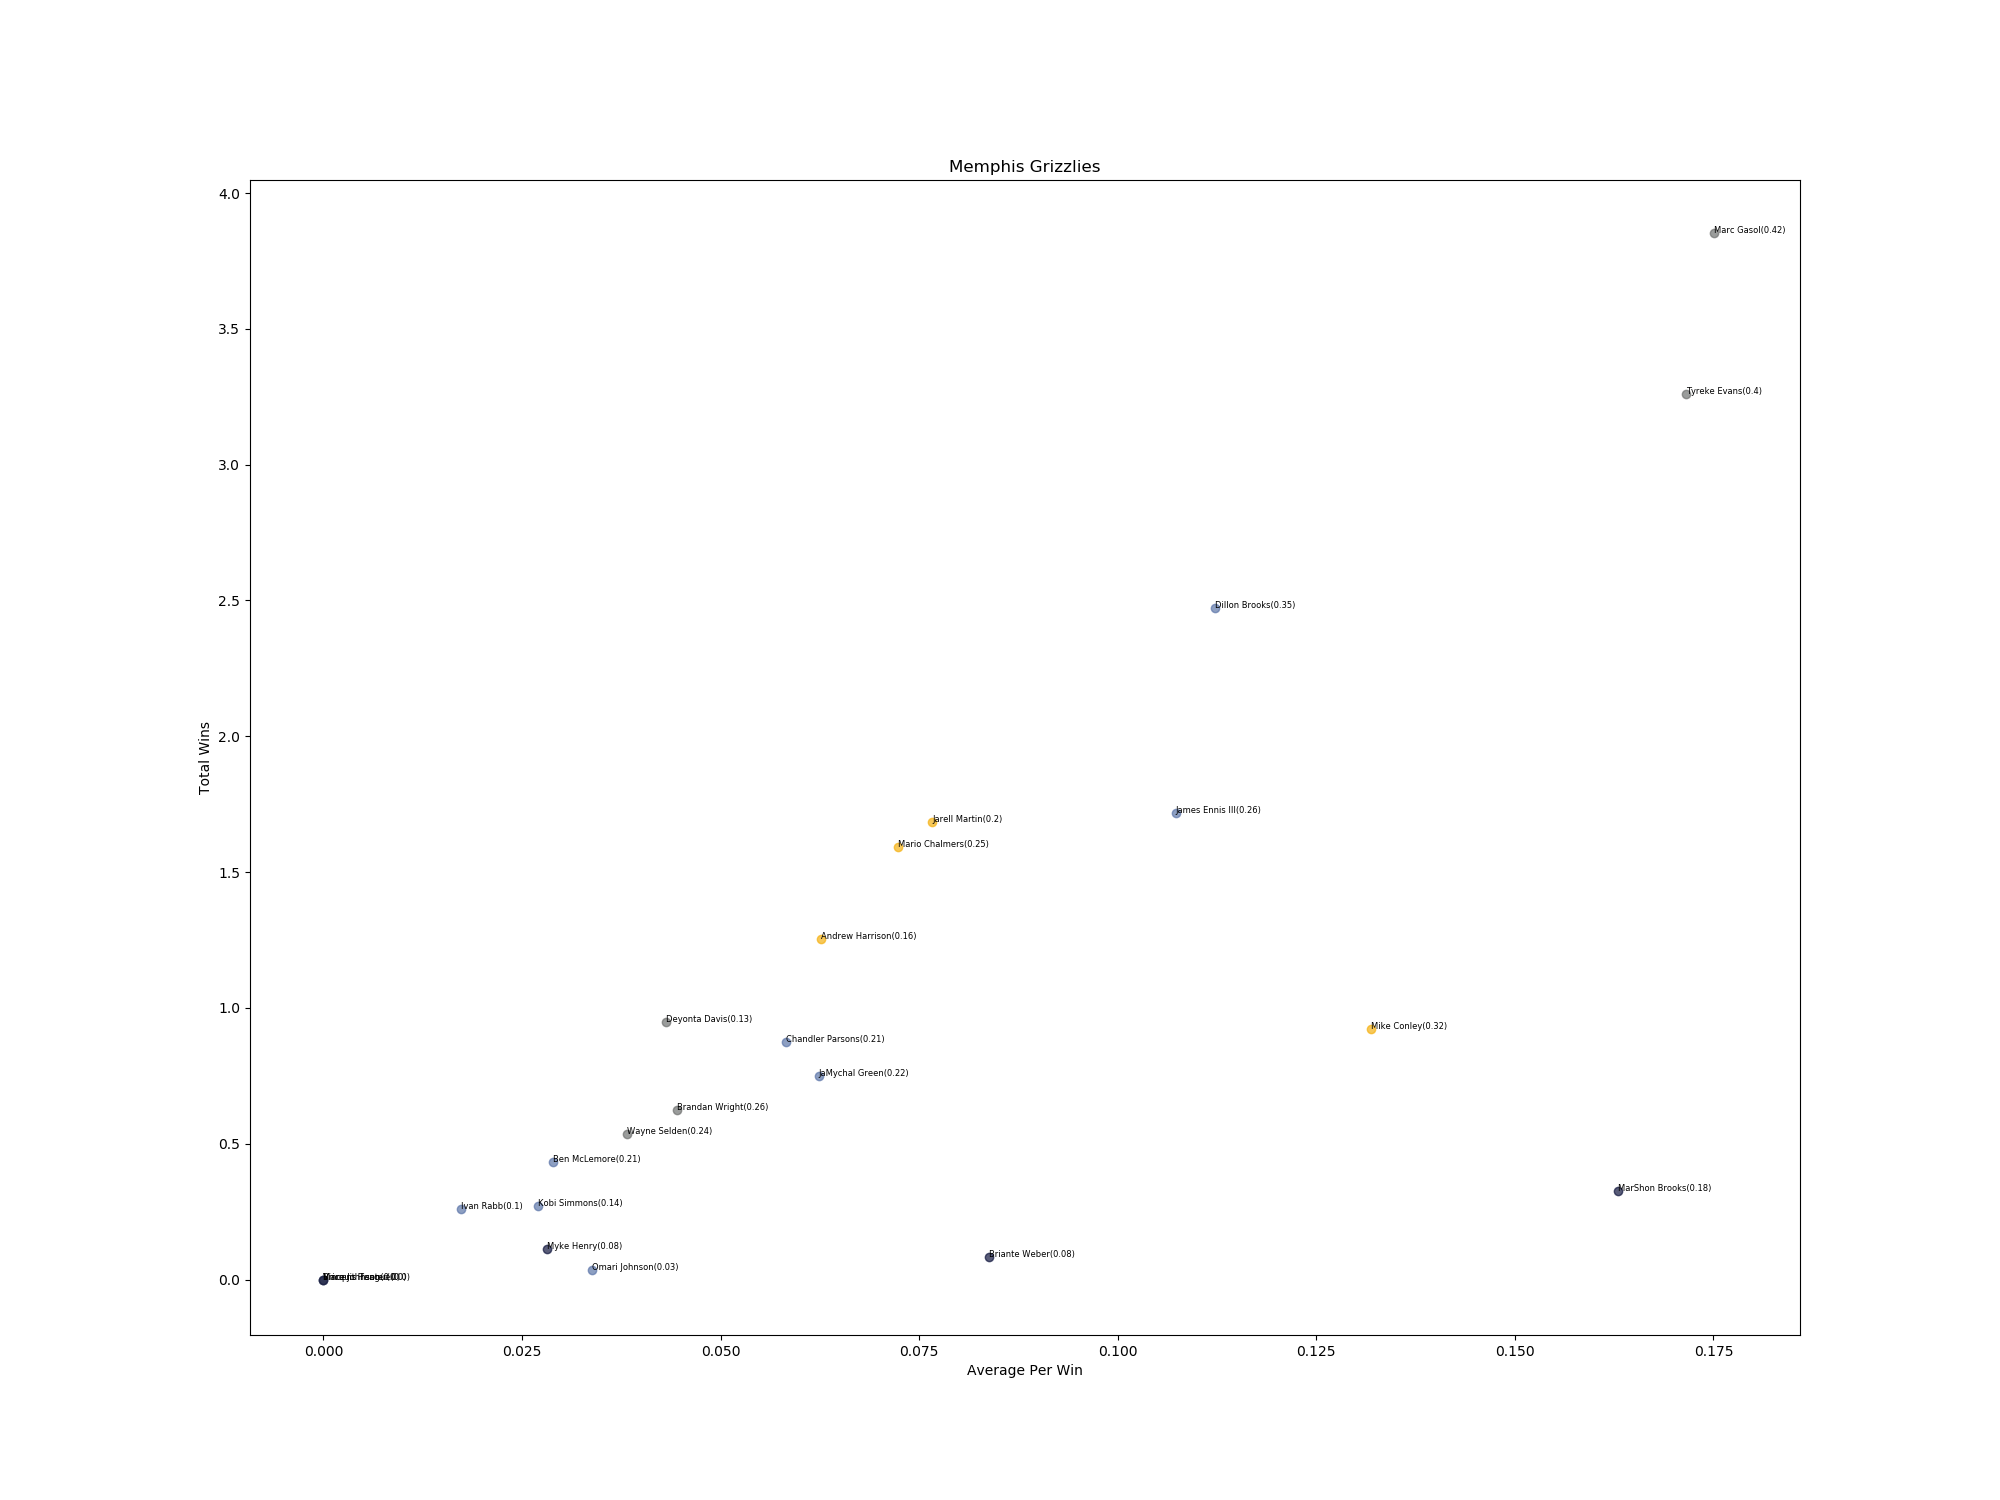 Memphis Grizzlies
4.0
Marc Gasol(0.42)
Tyreke Evans(0.4)
3.5
3.0
2.5
Dillon Brooks(0.35)
2.0
Total Wins
James Ennis III(0.26)
Jarell Martin(0.2)
Mario Chalmers(0.25)
1.5
Andrew Harrison(0.16)
1.0
Deyonta Davis(0.13)
Mike Conley(0.32)
Chandler Parsons(0.21)
JaMychal Green(0.22)
Brandan Wright(0.26)
Wayne Selden(0.24)
0.5
Ben McLemore(0.21)
MarShon Brooks(0.18)
Kobi Simmons(0.14)
Ivan Rabb(0.1)
Myke Henry(0.08)
Briante Weber(0.08)
Omari Johnson(0.03)
0.0
0.000 0.025 0.050 0.075 0.100 0.125 0.150 0.175
Average Per Win